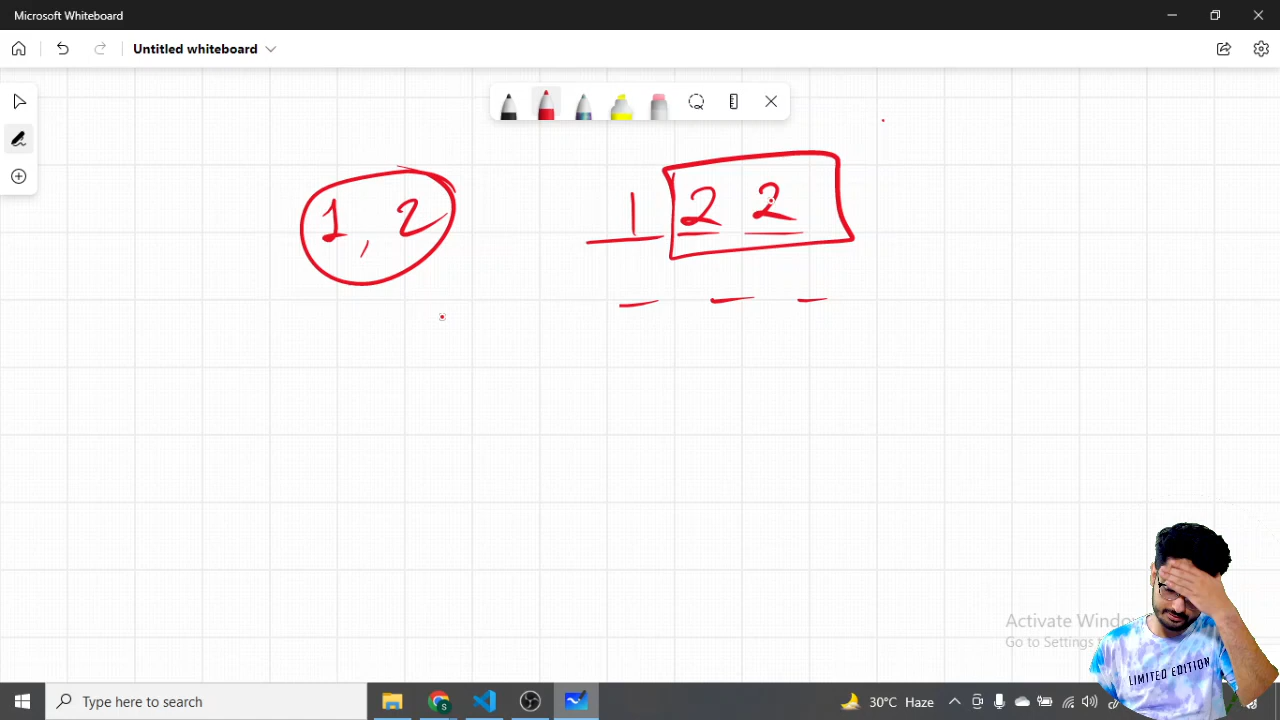 Microsoft Whiteboard
Untitled whiteboard
1, 2
1 2 2
Activate Windo
Go to Settings t
LIMITED EDITION
Type here to search
30°C Haze